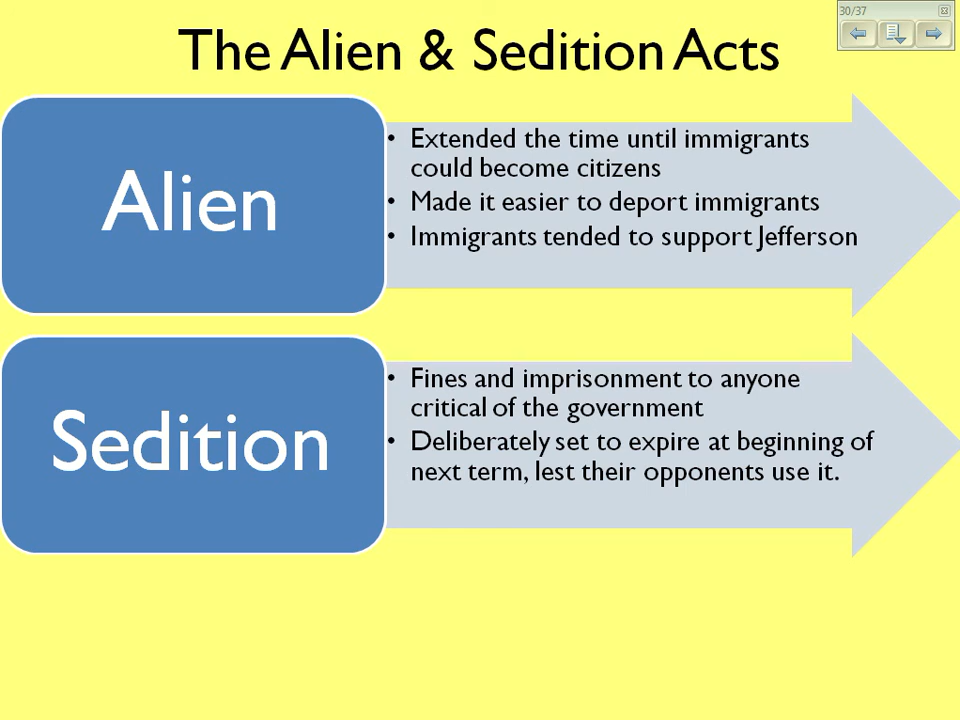 30/37
The Alien & Sedition Acts
Alien
• Extended the time until immigrants
could become citizens
• Made it easier to deport immigrants
• Immigrants tended to support Jefferson
Sedition
• Fines and imprisonment to anyone
critical of the government
• Deliberately set to expire at beginning of
next term, lest their opponents use it.